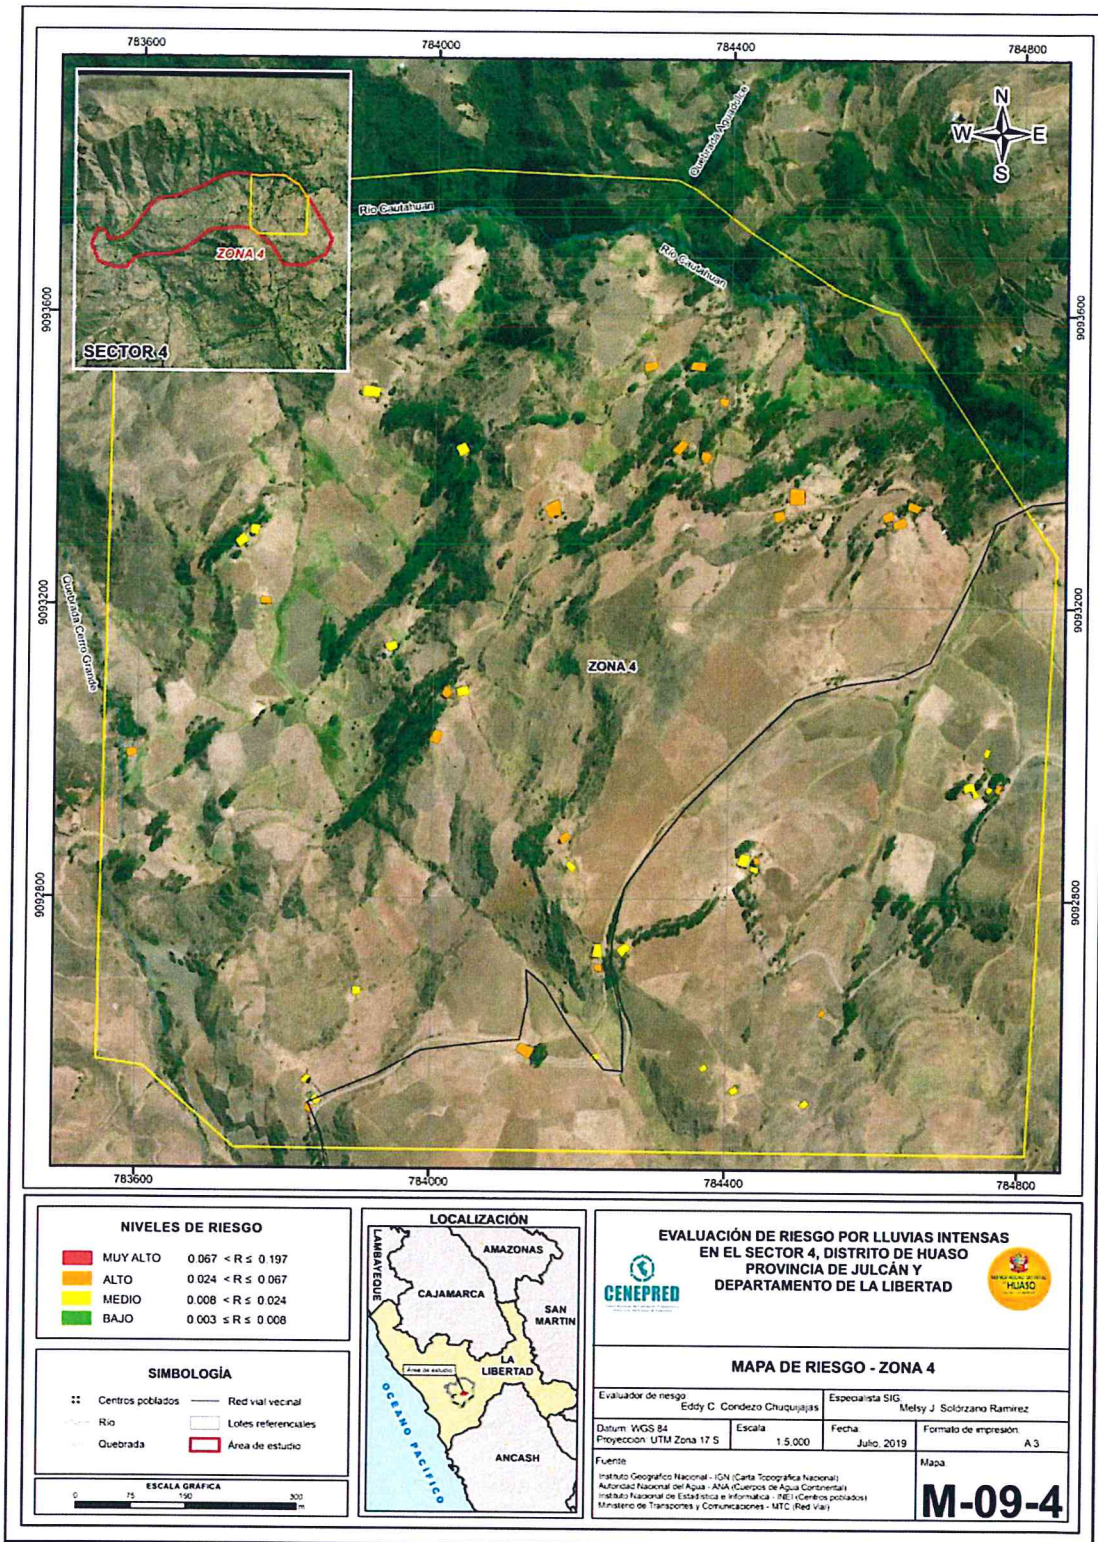 783600
784000
784400
784800
Quebrada Aguadulce
N
W
E
S
Río Cautahuan
Río Cautahuan
ZONA 4
SECTOR 4
9093600
9093600
9093200
9093200
Quebrada Cerro Grande
ZONA 4
9092800
9092800
783600
784000
784400
784800
NIVELES DE RIESGO
MUY ALTO 0.067 < R ≤ 0.197
ALTO 0.024 < R ≤ 0.067
MEDIO 0.008 < R ≤ 0.024
BAJO 0.003 ≤ R ≤ 0.008
SIMBOLOGÍA
Centros poblados
Red vial vecinal
Río
Lotes referenciales
Quebrada
Área de estudio
ESCALA GRÁFICA
0 75 150 300
m
LOCALIZACIÓN
LAMBAYEQUE
AMAZONAS
CAJAMARCA
SAN
MARTIN
LA
LIBERTAD
Área de estudio
OCEANO PACÍFICO
ANCASH
EVALUACIÓN DE RIESGO POR LLUVIAS INTENSAS
EN EL SECTOR 4, DISTRITO DE HUASO
PROVINCIA DE JULCÁN Y
DEPARTAMENTO DE LA LIBERTAD
CENEPRED
HUASO
MAPA DE RIESGO - ZONA 4
Evaluador de riesgo
Eddy C. Condezo Chuquijajas
Especialista SIG
Melsy J. Solórzano Ramirez
Datum: WGS 84
Proyección: UTM Zona 17 S
Escala
1:5,000
Fecha:
Julio, 2019
Formato de impresión:
A3
Fuente
Instituto Geográfico Nacional - IGN (Carta Topográfica Nacional)
Autoridad Nacional del Agua - ANA (Cuerpos de Agua Continental)
Instituto Nacional de Estadística e Informática - INEI (Centros poblados)
Ministerio de Transportes y Comunicaciones - MTC (Red Vial)
Mapa:
M-09-4